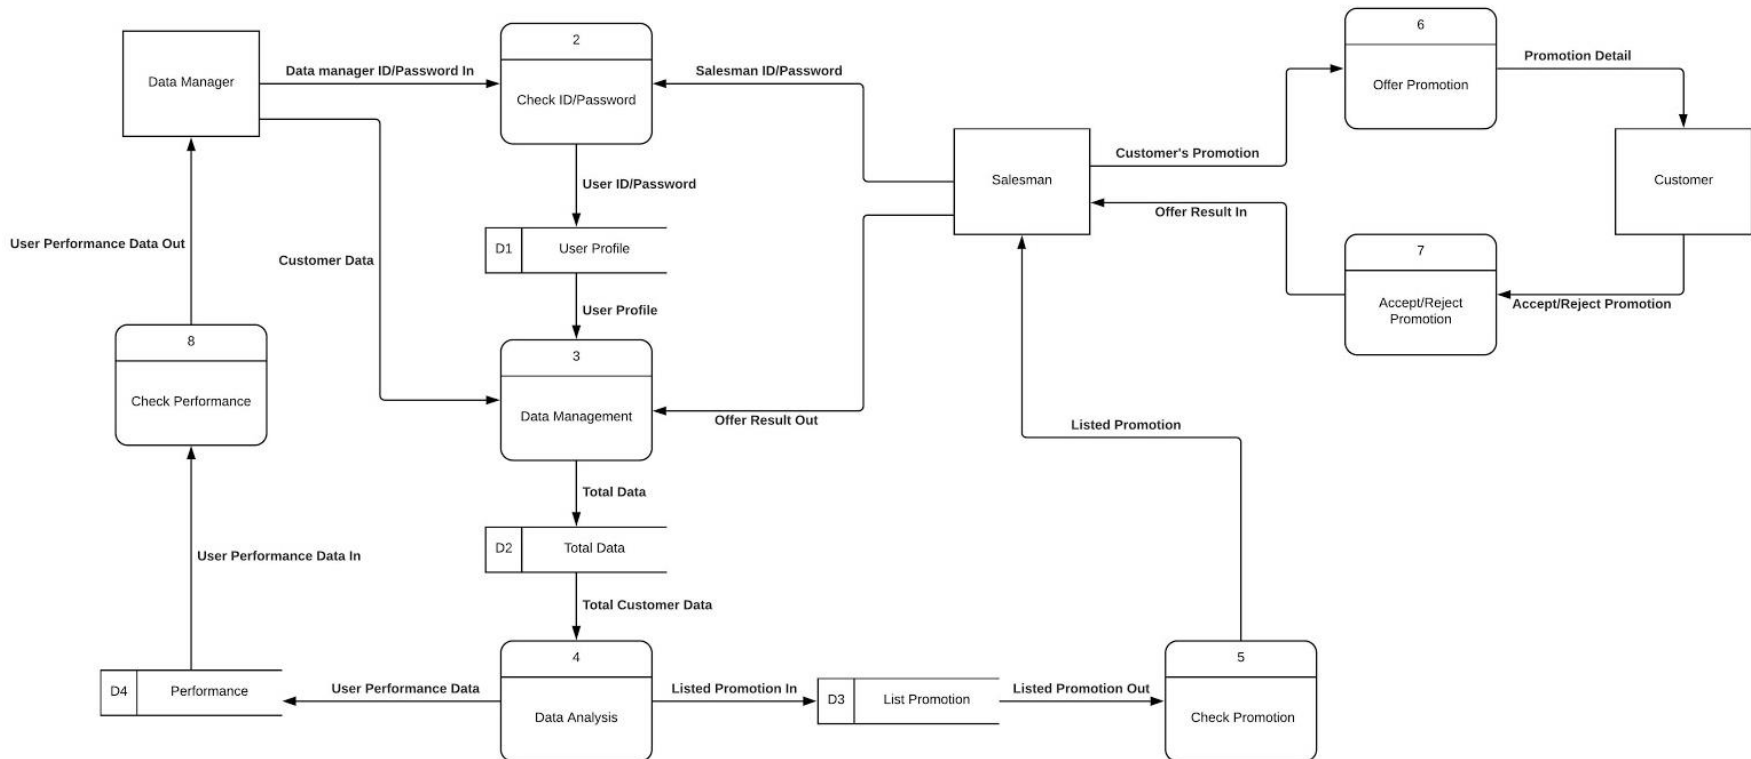 6
Offer Promotion
Promotion Detail
2
Check ID/Password
Data Manager
Data manager ID/Password In
Salesman ID/Password
Customer's Promotion
Salesman
Customer
User ID/Password
Offer Result In
User Performance Data Out
D1
User Profile
Customer Data
7
Accept/Reject
Promotion
Accept/Reject Promotion
User Profile
8
Check Performance
3
Data Management
Offer Result Out
Listed Promotion
Total Data
D2
Total Data
User Performance Data In
Total Customer Data
4
Data Analysis
5
Check Promotion
D4
Performance
User Performance Data
Listed Promotion In
D3
List Promotion
Listed Promotion Out